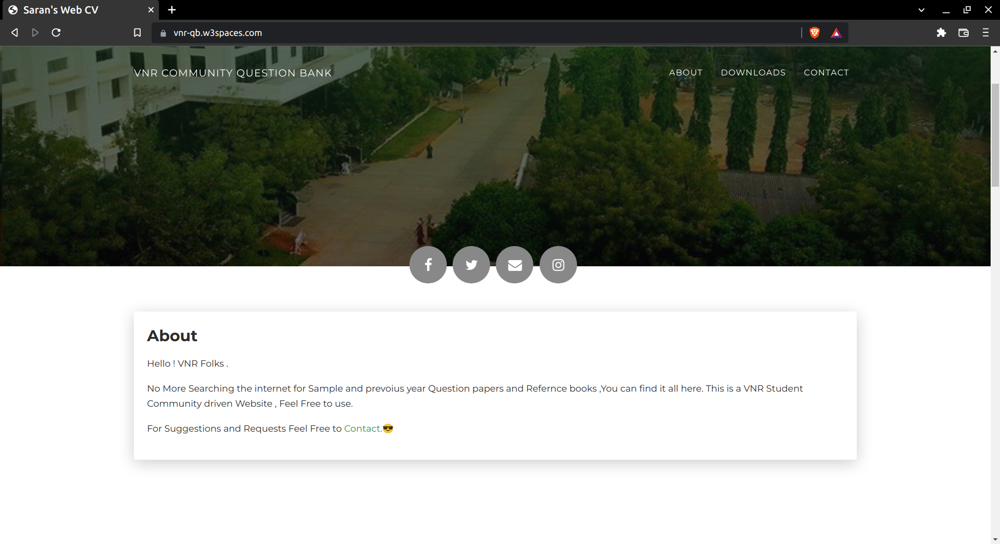 Saran's Web CV
vnr-qb.w3spaces.com
VNR COMMUNITY QUESTION BANK
ABOUT DOWNLOADS CONTACT
About
Hello ! VNR Folks .
No More Searching the internet for Sample and prevoius year Question papers and Refernce books ,You can find it all here. This is a VNR Student
Community driven Website , Feel Free to use.
For Suggestions and Requests Feel Free to Contact.😎